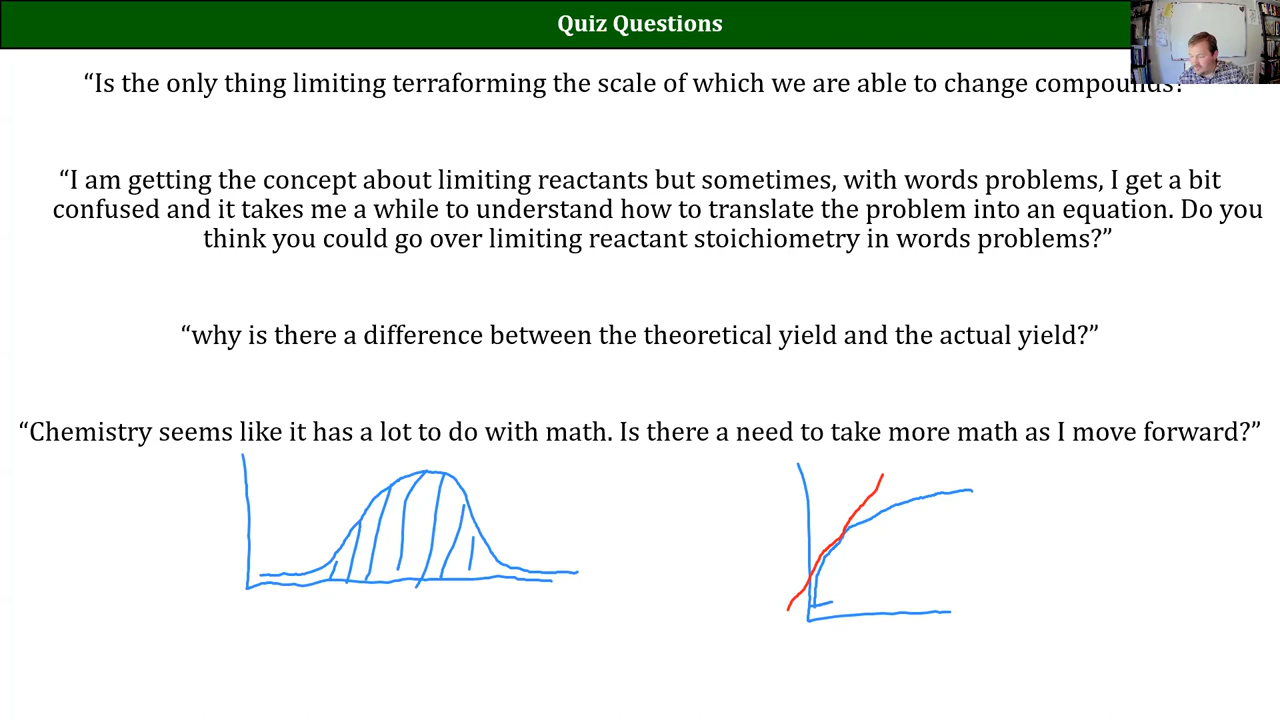 Quiz Questions
“Is the only thing limiting terraforming the scale of which we are able to change compounds?
“I am getting the concept about limiting reactants but sometimes, with words problems, I get a bit
confused and it takes me a while to understand how to translate the problem into an equation. Do you
think you could go over limiting reactant stoichiometry in words problems?”
“why is there a difference between the theoretical yield and the actual yield?”
“Chemistry seems like it has a lot to do with math. Is there a need to take more math as I move forward?”